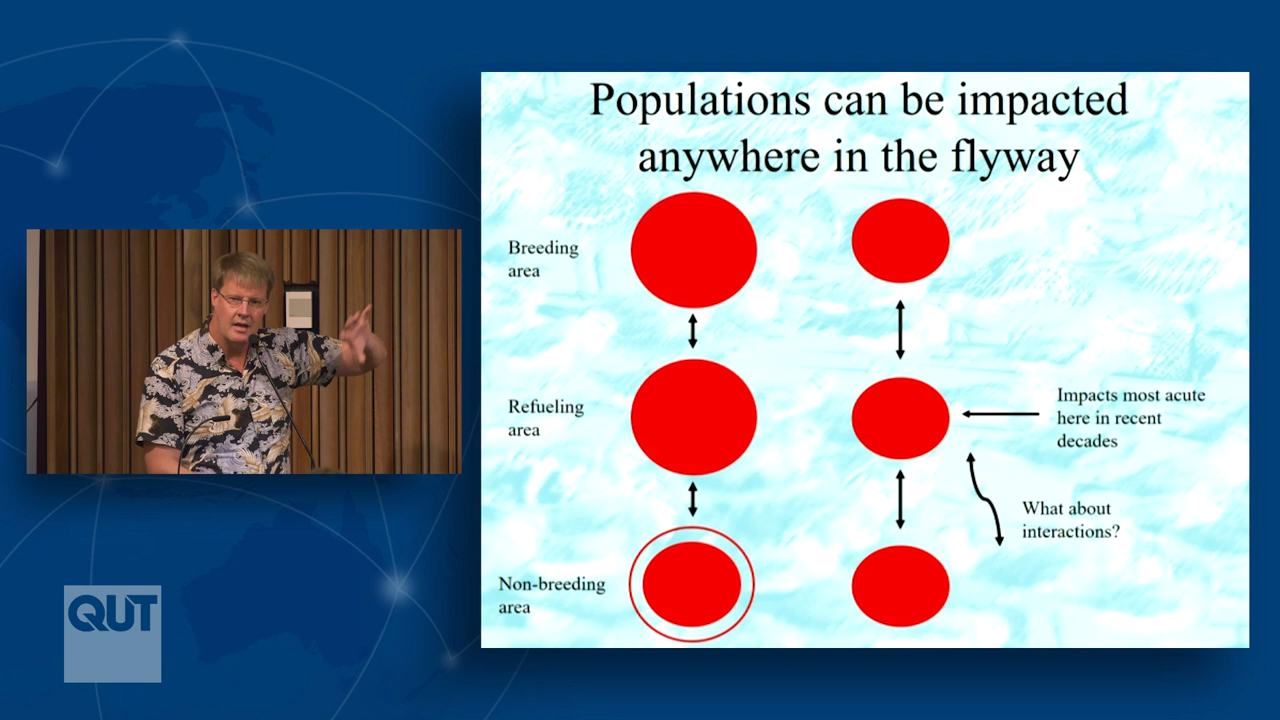 Populations can be impacted
anywhere in the flyway
Breeding
area
Refueling
area
Impacts most acute
here in recent
decades
What about
interactions?
Non-breeding
area
QUT